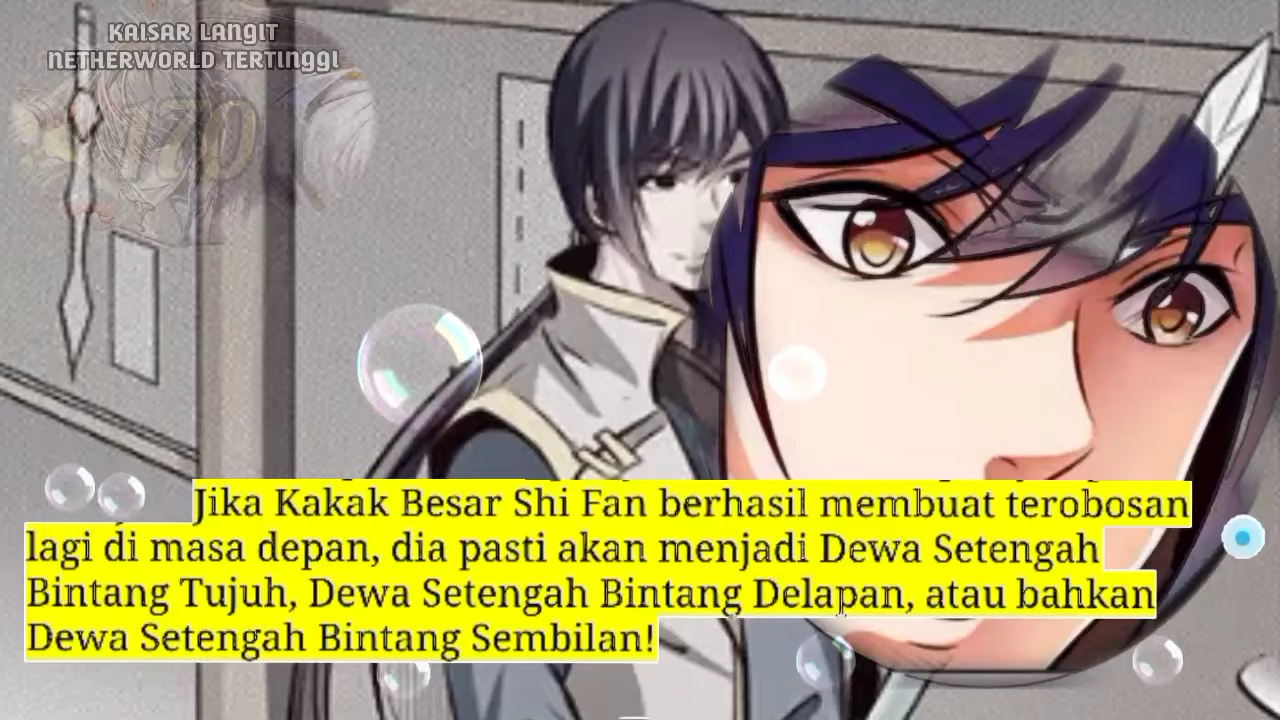 KAISAR LANGIT
NETHERWORLD TERTINGGI
170
Jika Kakak Besar Shi Fan berhasil membuat terobosan
lagi di masa depan, dia pasti akan menjadi Dewa Setengah
Bintang Tujuh, Dewa Setengah Bintang Delapan, atau bahkan
Dewa Setengah Bintang Sembilan!